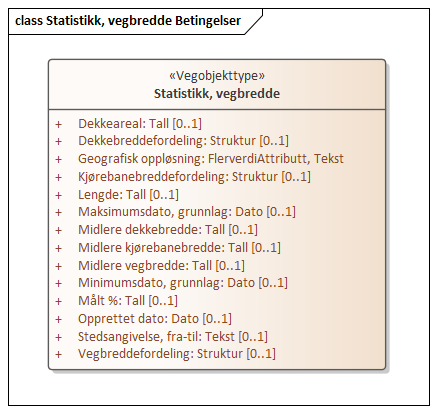 class Statistikk, vegbredde Betingelser
«Vegobjekttype»
Statistikk, vegbredde
+ Dekkeareal: Tall [0..1]
+ Dekkebreddefordeling: Struktur [0..1]
+ Geografisk oppløsning: FlerverdiAttributt, Tekst
+ Kjørebanebreddefordeling: Struktur [0..1]
+ Lengde: Tall [0..1]
+ Maksimumsdato, grunnlag: Dato [0..1]
+ Midlere dekkebredde: Tall [0..1]
+ Midlere kjørebanebredde: Tall [0..1]
+ Midlere vegbredde: Tall [0..1]
+ Minimumsdato, grunnlag: Dato [0..1]
+ Målt %: Tall [0..1]
+ Opprettet dato: Dato [0..1]
+ Stedsangivelse, fra-til: Tekst [0..1]
+ Vegbreddefordeling: Struktur [0..1]